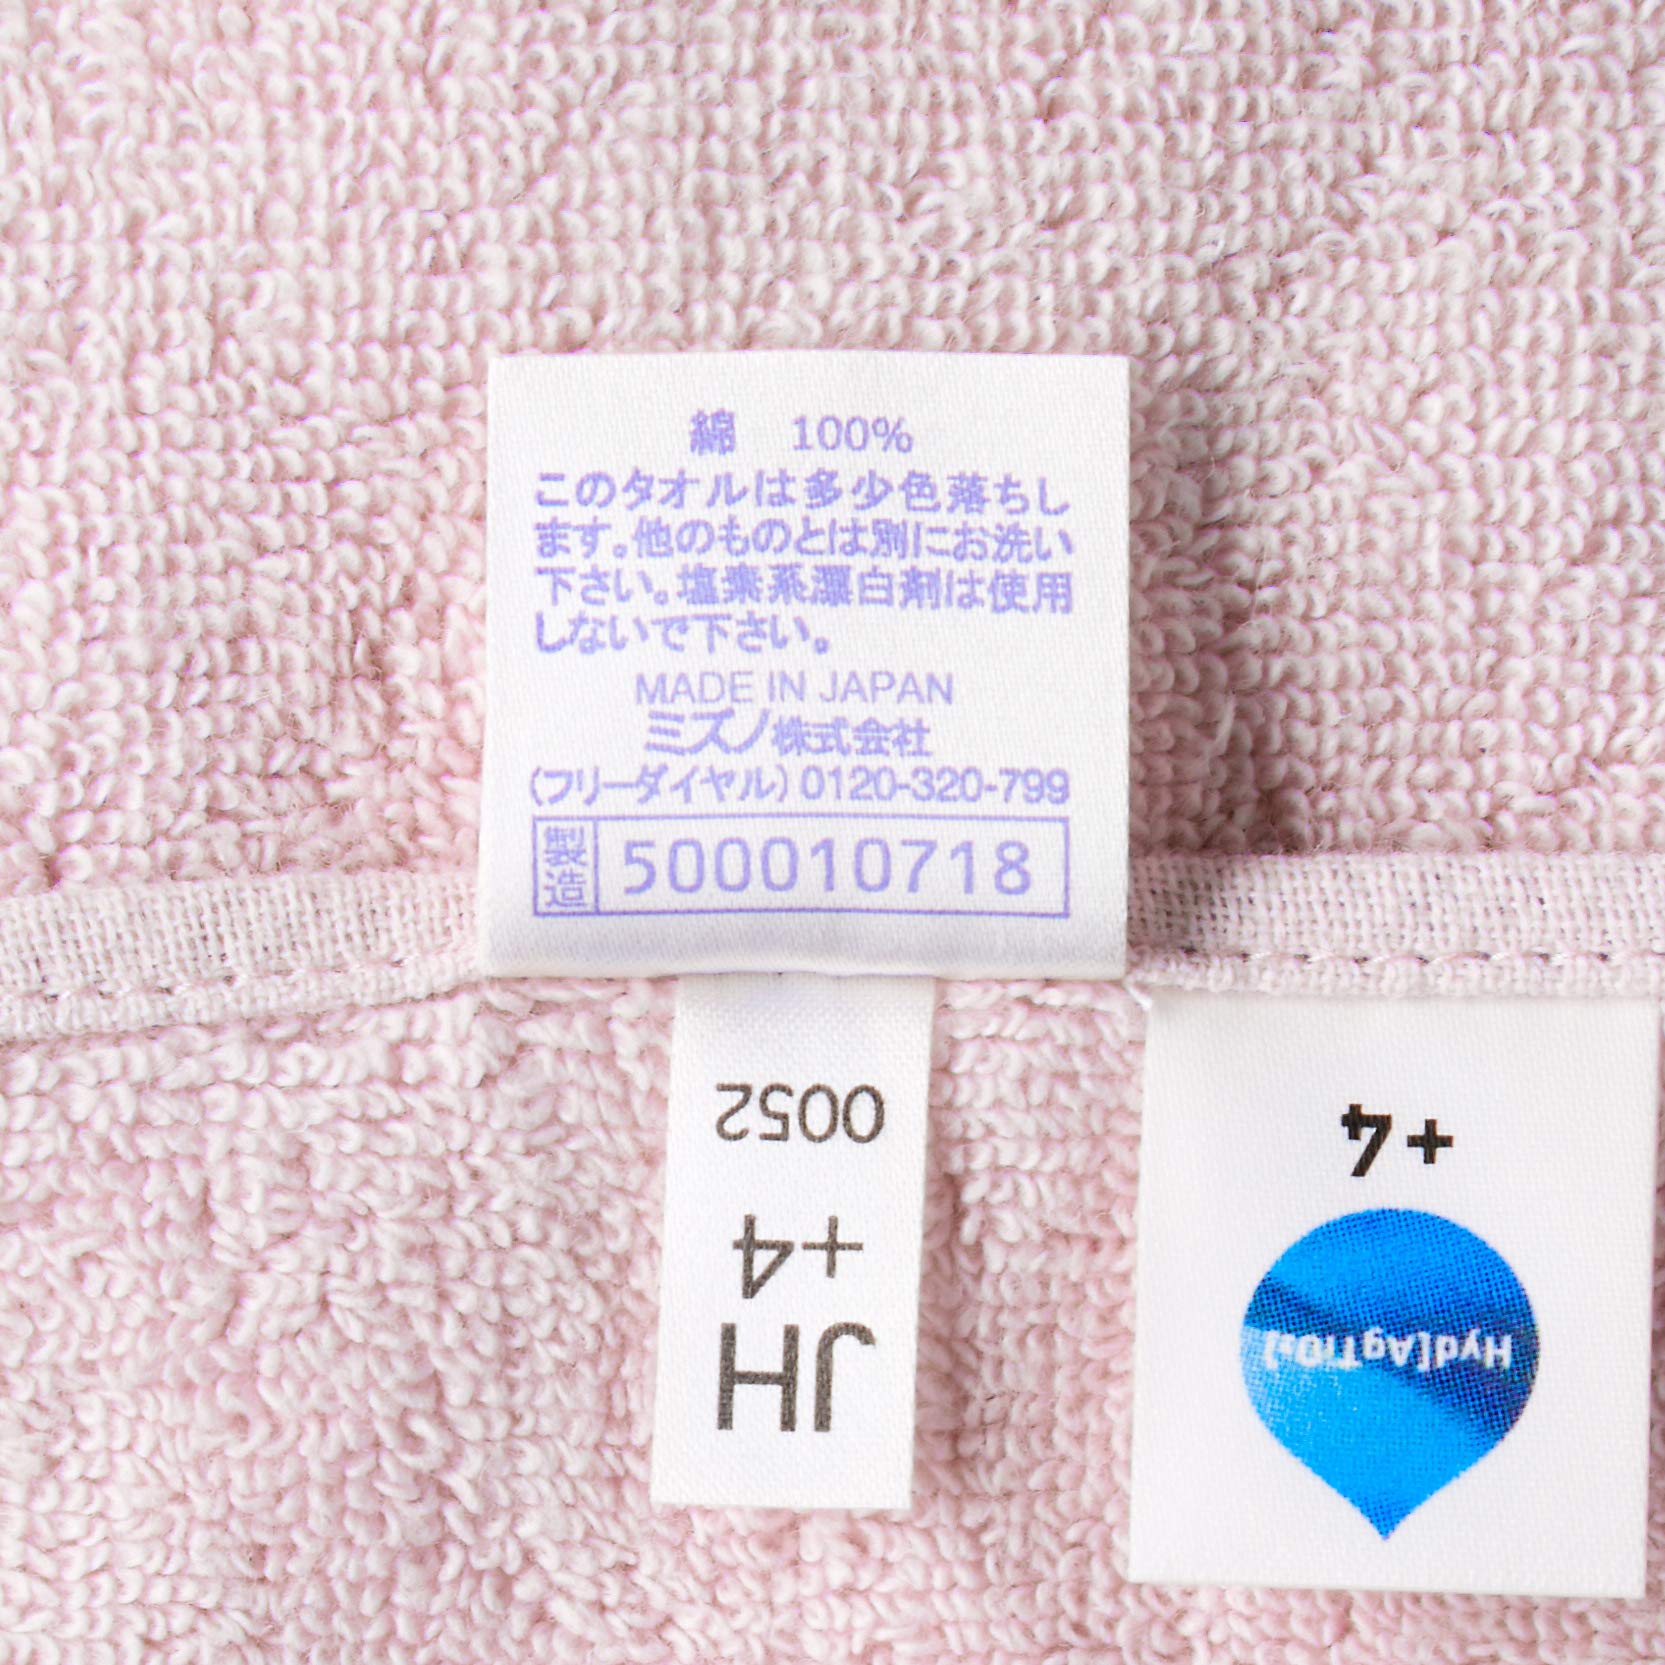 綿 100%
このタオルは多少色落ちし
ます。他のものとは別にお洗い
下さい。塩素系漂白剤は使用
しないで下さい。
MADE IN JAPAN
ミズノ株式会社
(フリーダイヤル)0120-320-799
製造 500010718
JH
+4
0052
Hyd[AgTiO₂]
+4